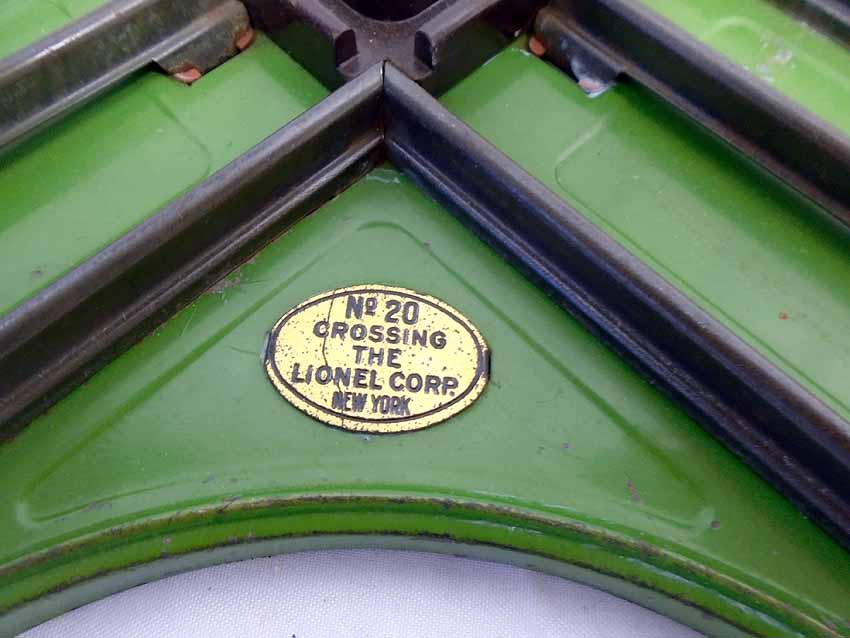 Nº 20
CROSSING
THE
LIONEL CORP.
NEW YORK